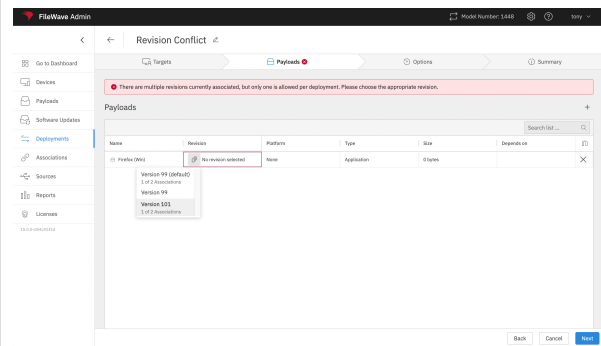 FileWave Admin
Model Number: 1448
tony
Revision Conflict
Go to Dashboard
Devices
Payloads
Software Updates
Deployments
Associations
Sources
Reports
Licenses
Targets
Payloads
Options
Summary
There are multiple revisions currently associated, but only one is allowed per deployment. Please choose the appropriate revision.
Payloads
Search list ...
Name Revision Platform Type Size Depends on
Firefox (Win) No revision selected None Application 0 bytes
Version 99 (default)
1 of 2 Associations
Version 99
Version 101
1 of 2 Associations
Back Cancel Next